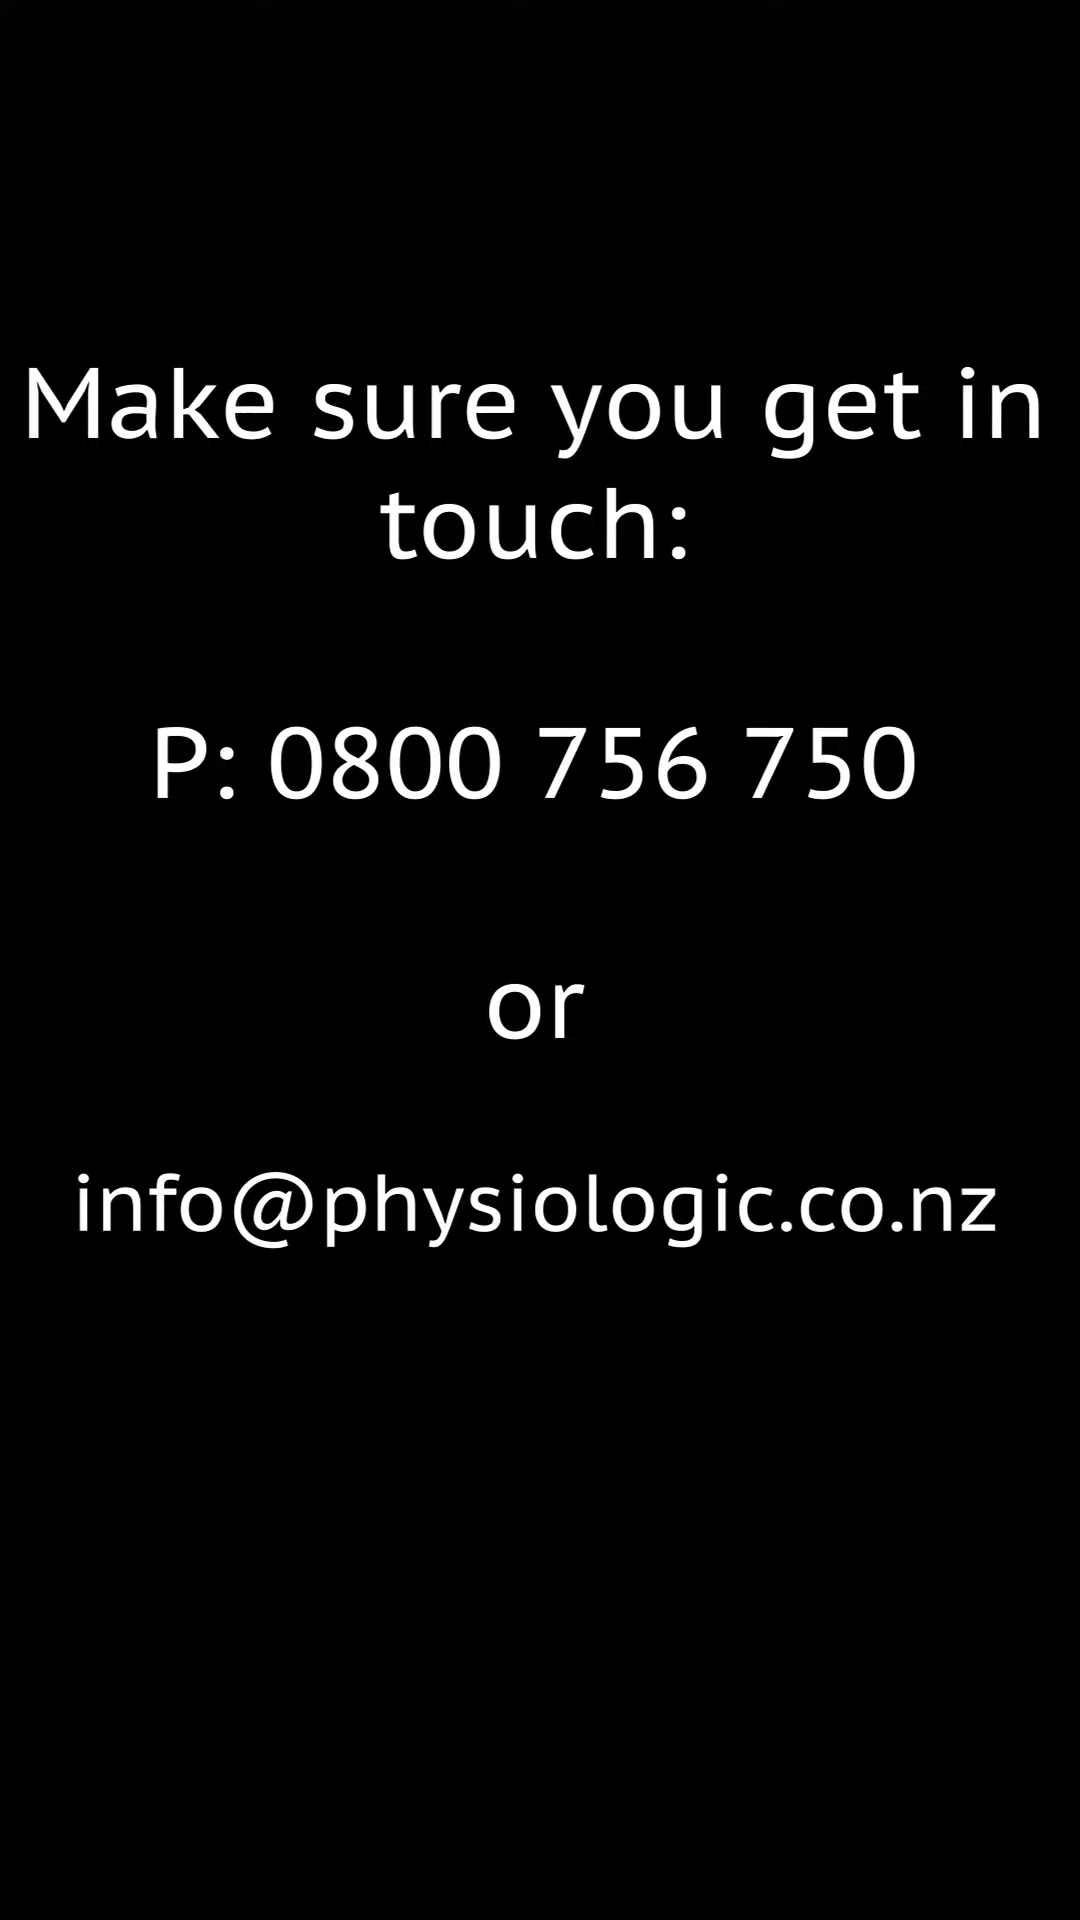 Make sure you get in
touch:
P: 0800 756 750
or
info@physiologic.co.nz